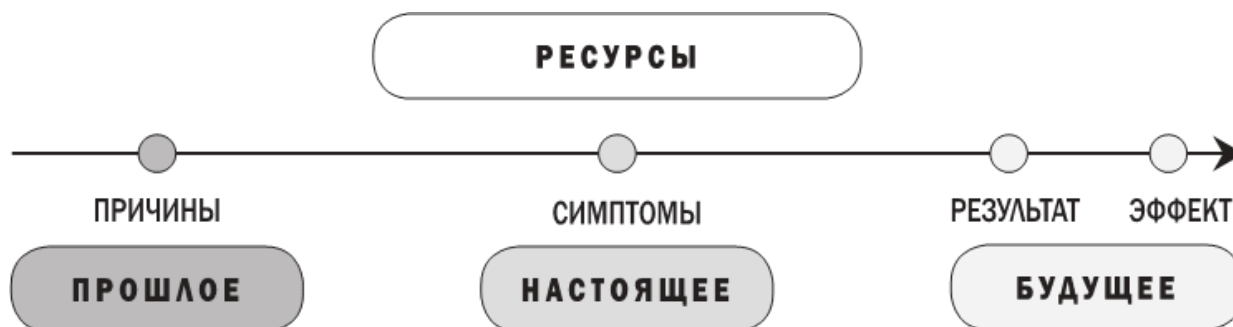 РЕСУРСЫ
ПРИЧИНЫ СИМПТОМЫ РЕЗУЛЬТАТ ЭФФЕКТ
ПРОШЛОЕ НАСТОЯЩЕЕ БУДУЩЕЕ